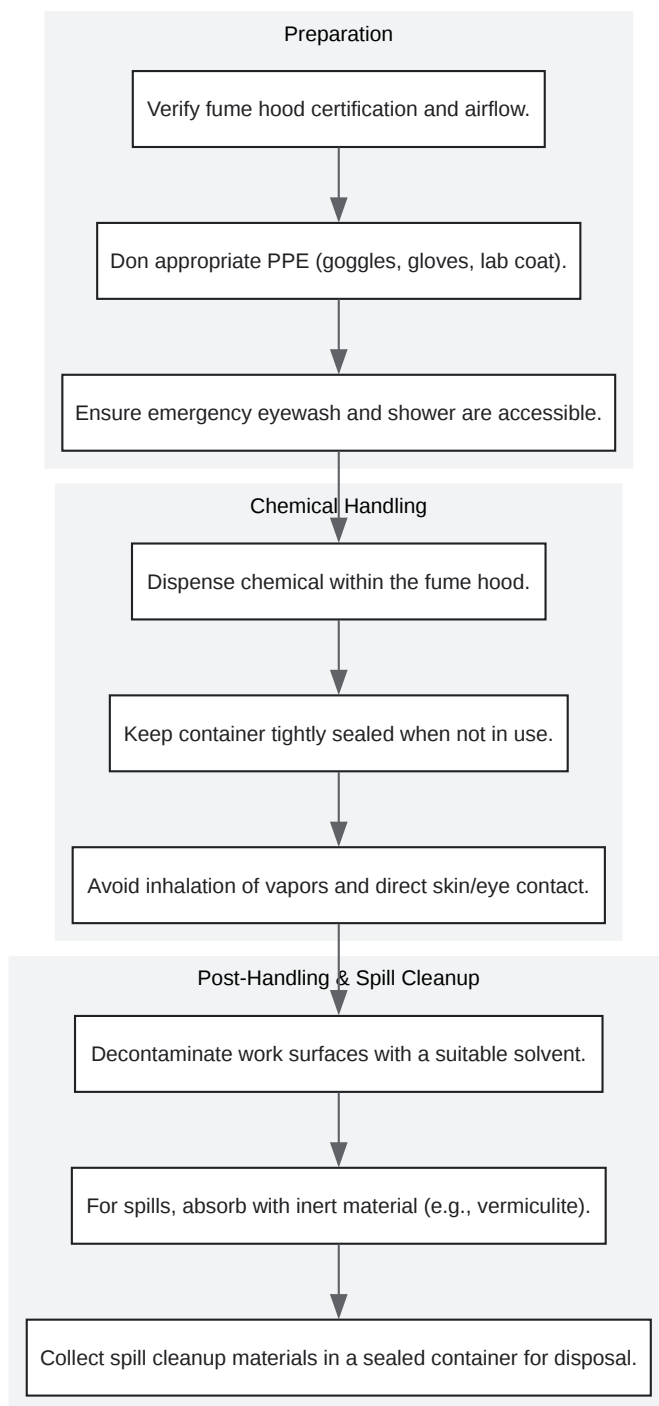 Preparation
Verify fume hood certification and airflow.
Don appropriate PPE (goggles, gloves, lab coat).
Ensure emergency eyewash and shower are accessible.
Chemical Handling
Dispense chemical within the fume hood.
Keep container tightly sealed when not in use.
Avoid inhalation of vapors and direct skin/eye contact.
Post-Handling & Spill Cleanup
Decontaminate work surfaces with a suitable solvent.
For spills, absorb with inert material (e.g., vermiculite).
Collect spill cleanup materials in a sealed container for disposal.